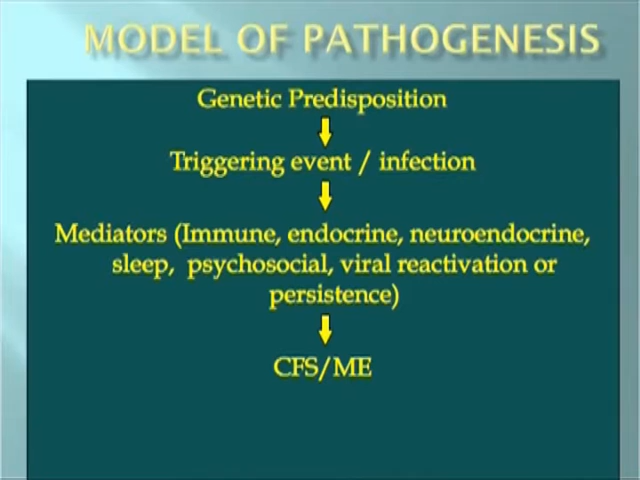 MODEL OF PATHOGENESIS
Genetic Predisposition
Triggering event / infection
Mediators (Immune, endocrine, neuroendocrine,
sleep, psychosocial, viral reactivation or
persistence)
CFS/ME